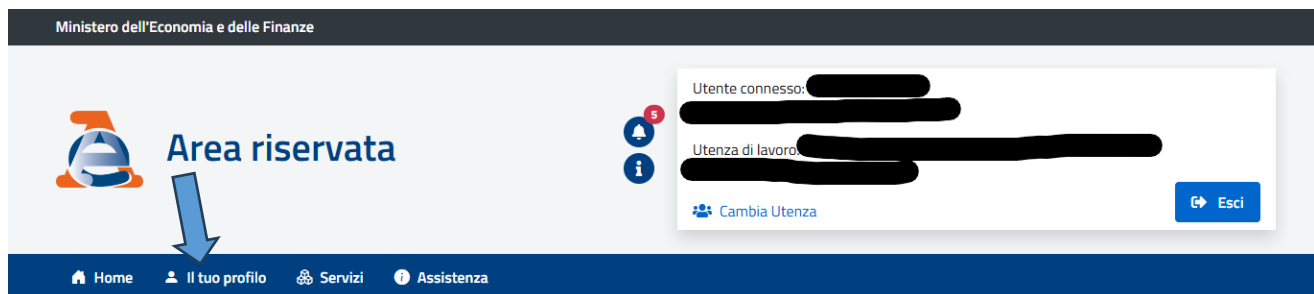 Ministero dell'Economia e delle Finanze
Area riservata
5
Utente connesso:
Utenza di lavoro:
Cambia Utenza
Esci
Home Il tuo profilo Servizi Assistenza